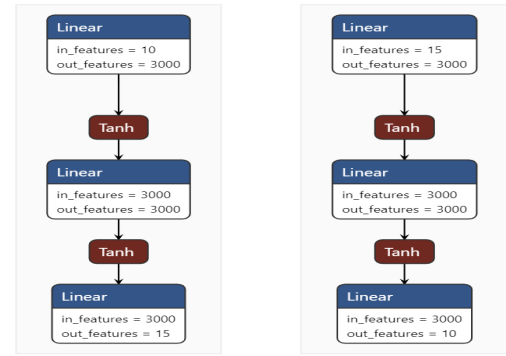 Linear
in_features = 10
out_features = 3000
Tanh
Linear
in_features = 3000
out_features = 3000
Tanh
Linear
in_features = 3000
out_features = 15
Linear
in_features = 15
out_features = 3000
Tanh
Linear
in_features = 3000
out_features = 3000
Tanh
Linear
in_features = 3000
out_features = 10